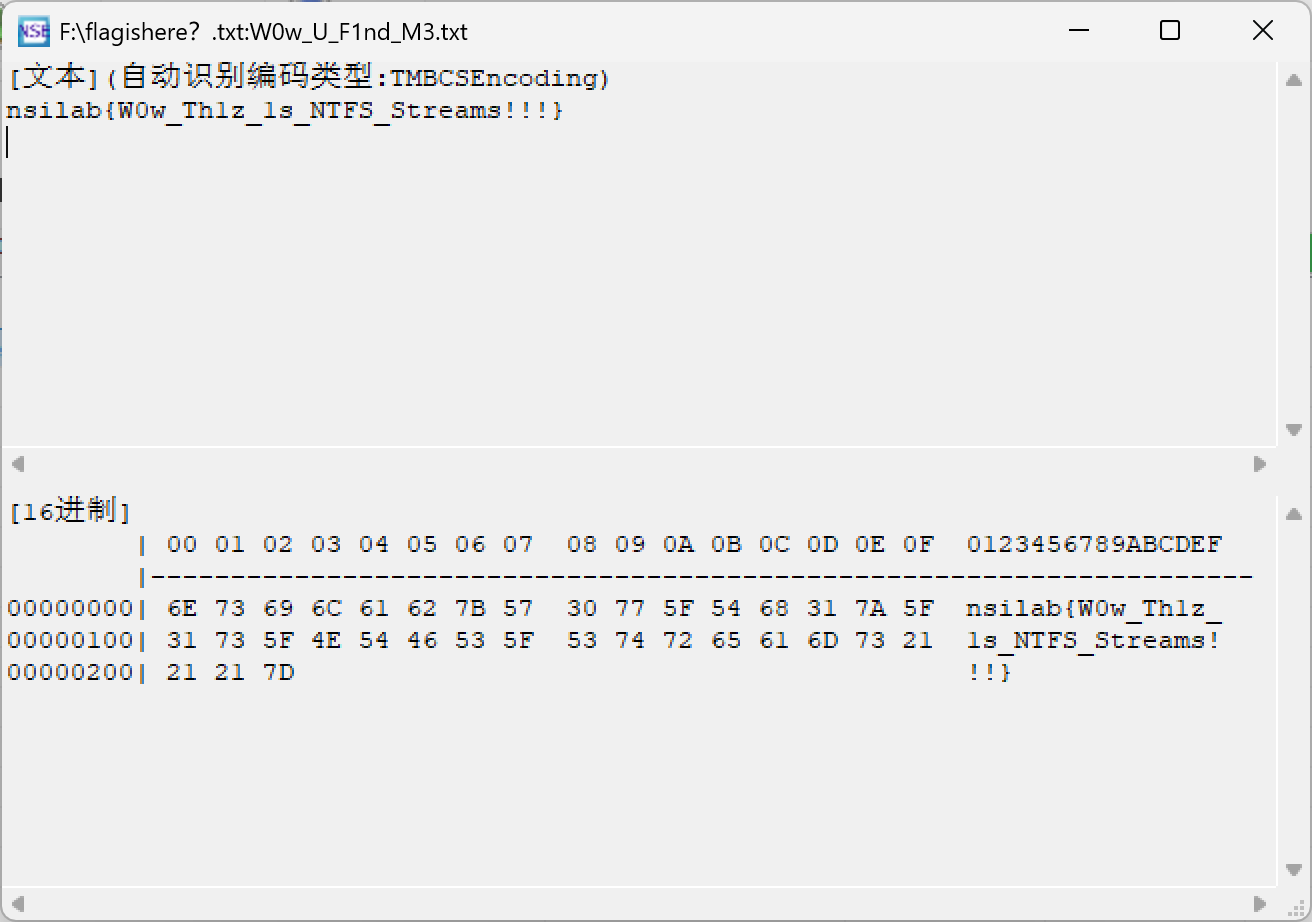 NSE F:\flagishere? .txt:W0w_U_F1nd_M3.txt
[文本](自动识别编码类型:TMBCSEncoding)
nsilab{W0w_Th1z_1s_NTFS_Streams!!!}
[16进制]
| 00 01 02 03 04 05 06 07  08 09 0A 0B 0C 0D 0E 0F  0123456789ABCDEF
|---------------------------------------------------------------------
00000000| 6E 73 69 6C 61 62 7B 57  30 77 5F 54 68 31 7A 5F  nsilab{W0w_Th1z_
00000100| 31 73 5F 4E 54 46 53 5F  53 74 72 65 61 6D 73 21  1s_NTFS_Streams!
00000200| 21 21 7D  !!}